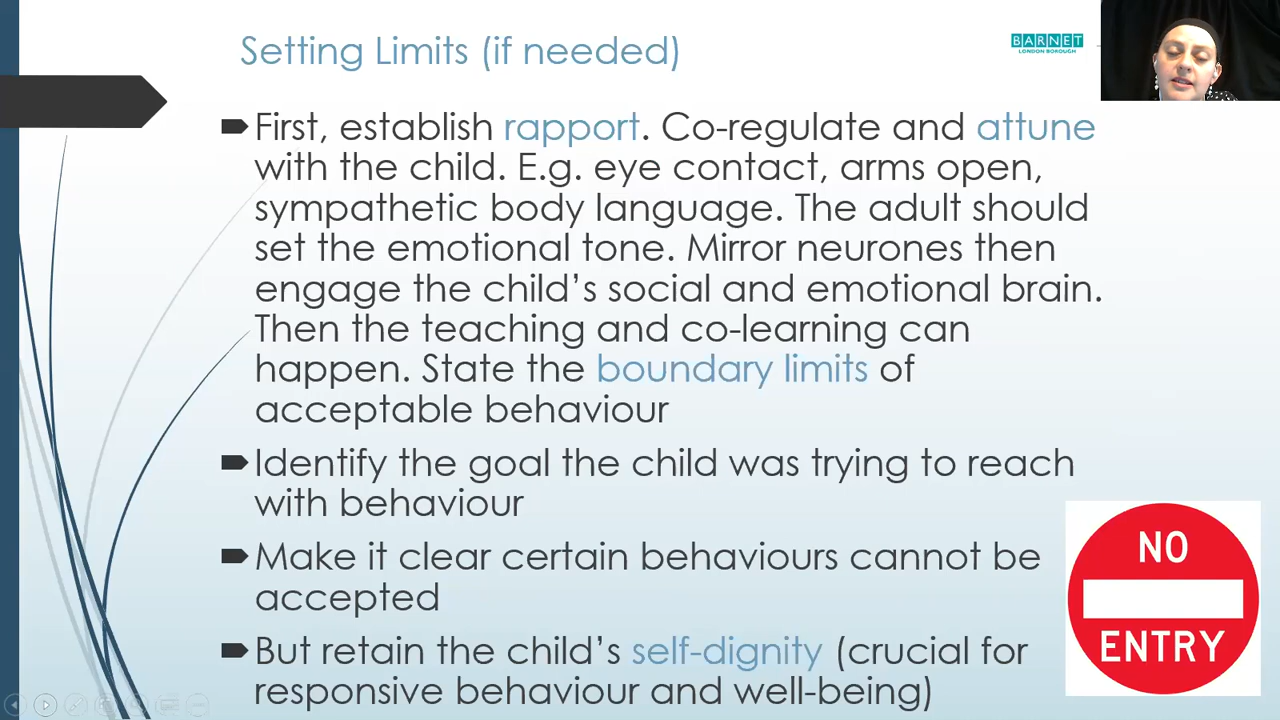 Setting Limits (if needed)
BARNET
LONDON BOROUGH
First, establish rapport. Co-regulate and attune
with the child. E.g. eye contact, arms open,
sympathetic body language. The adult should
set the emotional tone. Mirror neurones then
engage the child’s social and emotional brain.
Then the teaching and co-learning can
happen. State the boundary limits of
acceptable behaviour
Identify the goal the child was trying to reach
with behaviour
Make it clear certain behaviours cannot be
accepted
But retain the child’s self-dignity (crucial for
responsive behaviour and well-being)
NO
ENTRY